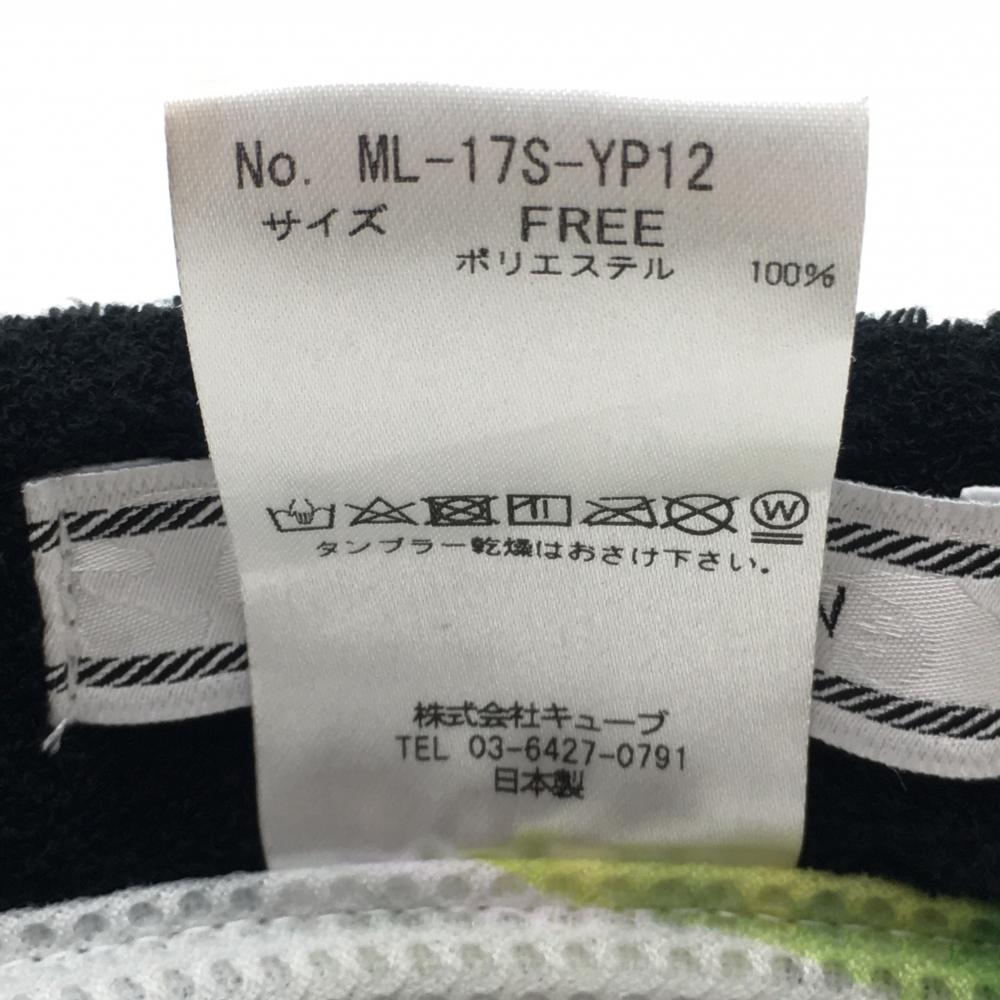 No. ML-17S-YP12
サイズ FREE
ポリエステル 100%
W
タンブラー乾燥はおさけ下さい。
株式会社キューブ
TEL 03-6427-0791
日本製